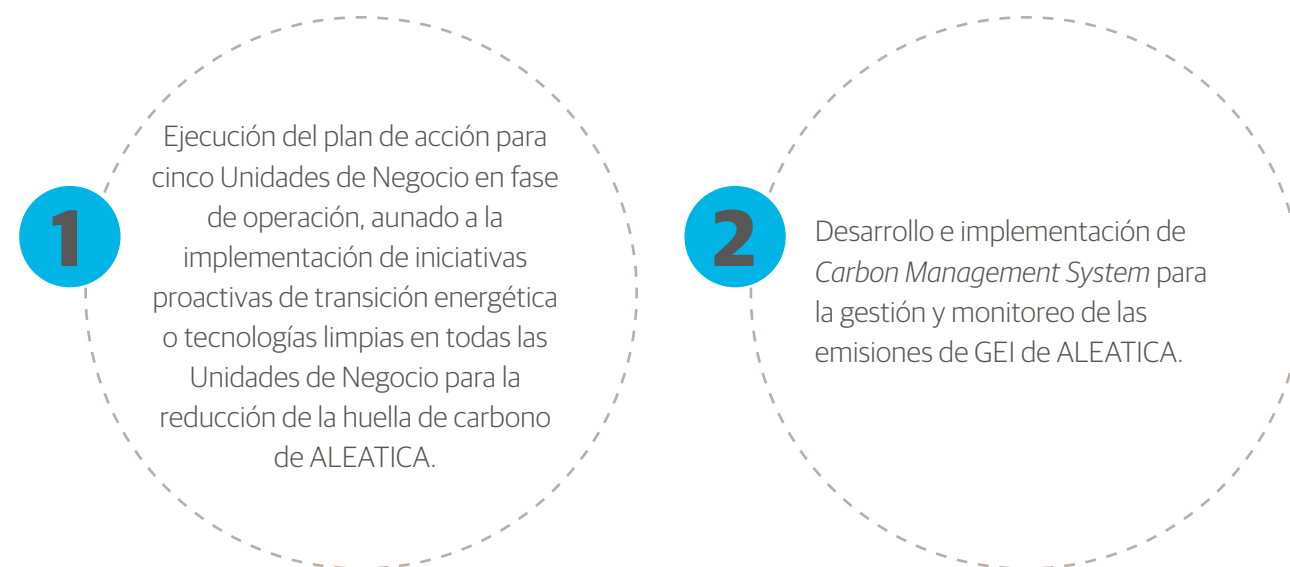 1
Ejecución del plan de acción para
cinco Unidades de Negocio en fase
de operación, aunado a la
implementación de iniciativas
proactivas de transición energética
o tecnologías limpias en todas las
Unidades de Negocio para la
reducción de la huella de carbono
de ALEATICA.
2
Desarrollo e implementación de
Carbon Management System para
la gestión y monitoreo de las
emisiones de GEI de ALEATICA.